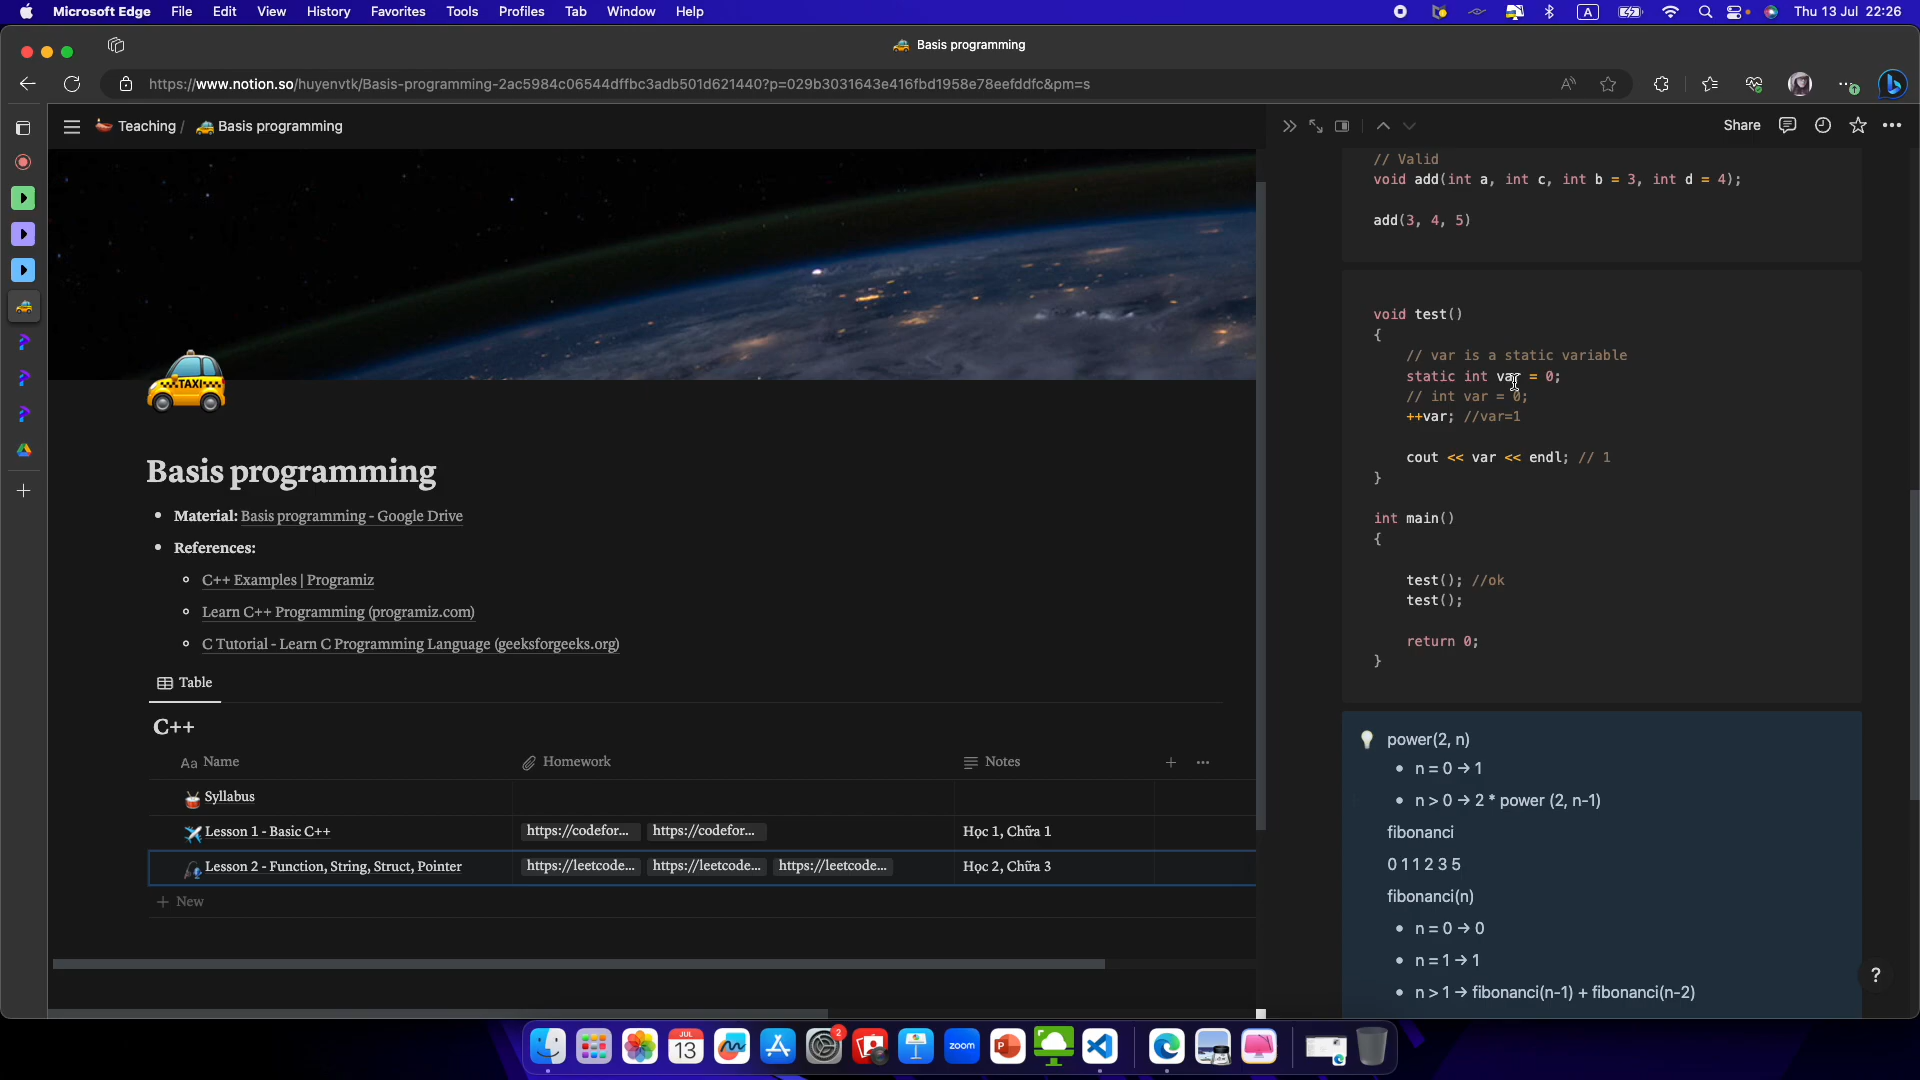 Microsoft Edge File Edit View History Favorites Tools Profiles Tab Window Help
A
Thu 13 Jul 22:26
Basis programming
https://www.notion.so/huyenvtk/Basis-programming-2ac5984c06544dffbc3adb501d621440?p=029b3031643e416fbd1958e78eefddfc&pm=s
Teaching / Basis programming
Share
TAXI
Basis programming
• Material: Basis programming - Google Drive
• References:
C++ Examples | Programiz
Learn C++ Programming (programiz.com)
C Tutorial - Learn C Programming Language (geeksforgeeks.org)
Table
C++
Aa Name Homework Notes
Syllabus
Lesson 1 - Basic C++ https://codefor... https://codefor... Học 1, Chữa 1
Lesson 2 - Function, String, Struct, Pointer https://leetcode... https://leetcode... https://leetcode... Học 2, Chữa 3
+ New
// Valid
void add(int a, int c, int b = 3, int d = 4);
add(3, 4, 5)
void test()
{
// var is a static variable
static int var = 0;
// int var = 0;
++var; //var=1
cout << var << endl; // 1
}
int main()
{
test(); //ok
test();
return 0;
}
power(2, n)
• n = 0 → 1
• n > 0 → 2 * power (2, n-1)
fibonanci
0 1 1 2 3 5
fibonanci(n)
• n = 0 → 0
• n = 1 → 1
• n > 1 → fibonanci(n-1) + fibonanci(n-2)
?
JUL
13
2
zoom
P